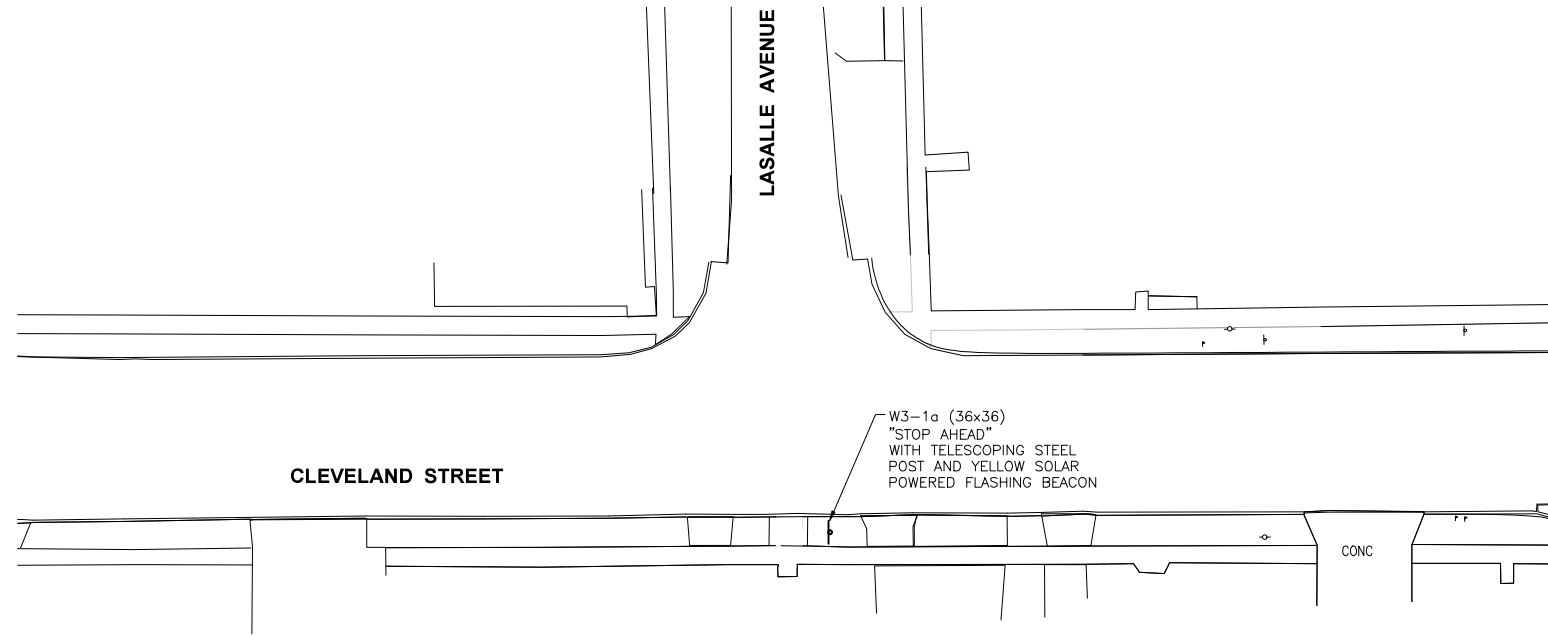 LASALLE AVENUE
W3-1a (36x36)
"STOP AHEAD"
WITH TELESCOPING STEEL
POST AND YELLOW SOLAR
POWERED FLASHING BEACON
CLEVELAND STREET
CONC